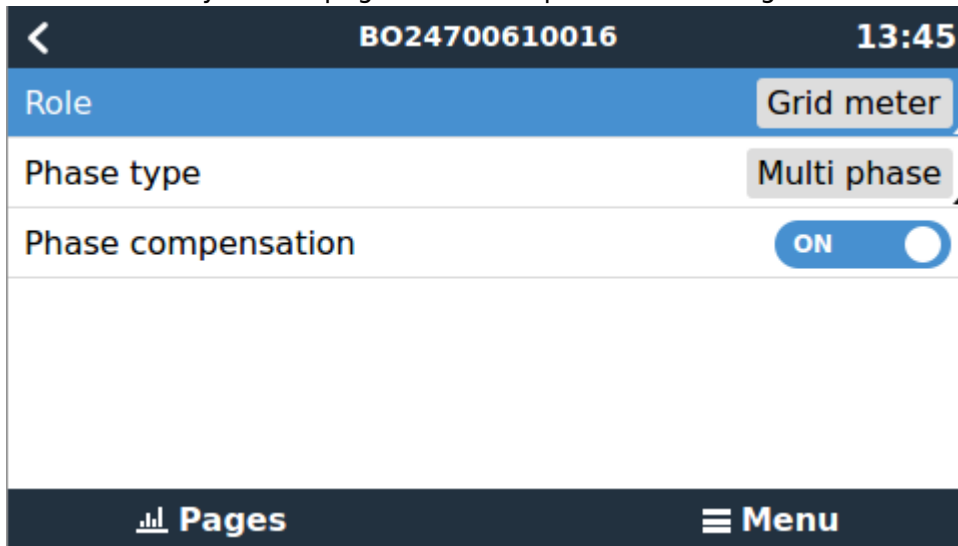 BO24700610016 13:45
Role Grid meter
Phase type Multi phase
Phase compensation ON
Pages Menu